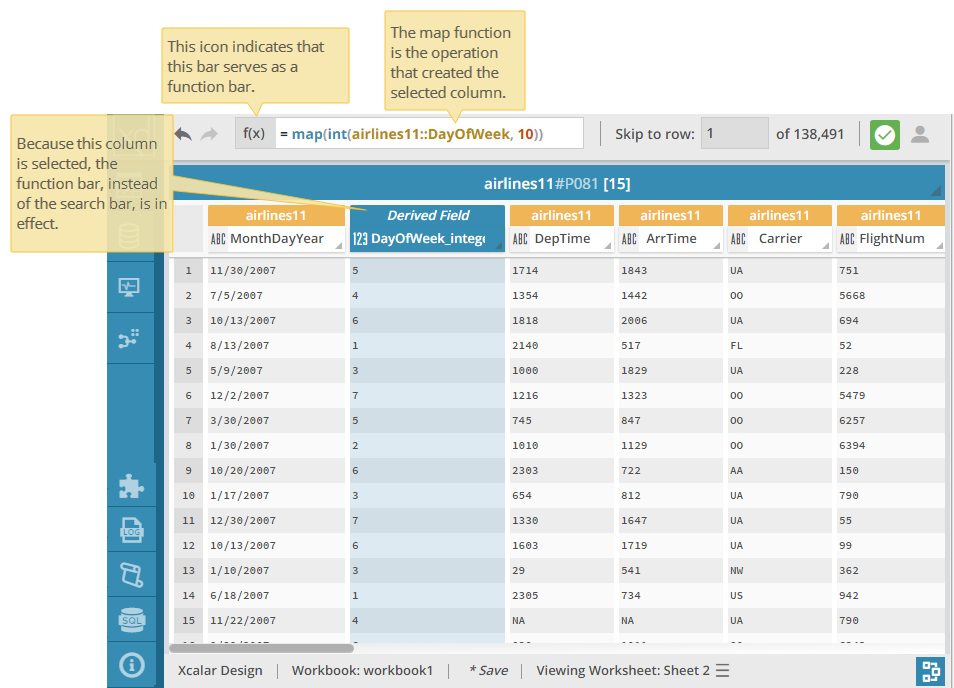 The map function
is the operation
that created the
selected column.
This icon indicates that
this bar serves as a
function bar.
Because this column
is selected, the
function bar, instead
of the search bar, is in
effect.
f(x) = map(int(airlines11::DayOfWeek, 10)) Skip to row: 1 of 138,491
airlines11#P081 [15]
airlines11 Derived Field airlines11 airlines11 airlines11 airlines11
ABC MonthDayYear 123 DayOfWeek_intege ABC DepTime ABC ArrTime ABC Carrier ABC FlightNum
1 11/30/2007 5 1714 1843 UA 751
2 7/5/2007 4 1354 1442 OO 5668
3 10/13/2007 6 1818 2006 UA 694
4 8/13/2007 1 2140 517 FL 52
5 5/9/2007 3 1000 1829 UA 228
6 12/2/2007 7 1216 1323 OO 5479
7 3/30/2007 5 745 847 OO 6257
8 1/30/2007 2 1010 1129 OO 6394
9 10/20/2007 6 2303 722 AA 150
10 1/17/2007 3 654 812 UA 790
11 12/30/2007 7 1330 1647 UA 55
12 10/13/2007 6 1603 1719 UA 99
13 1/10/2007 3 29 541 NW 362
14 6/18/2007 1 2305 734 US 942
15 11/22/2007 4 NA NA UA 790
LOG
SQL
Xcalar Design Workbook: workbook1 * Save Viewing Worksheet: Sheet 2